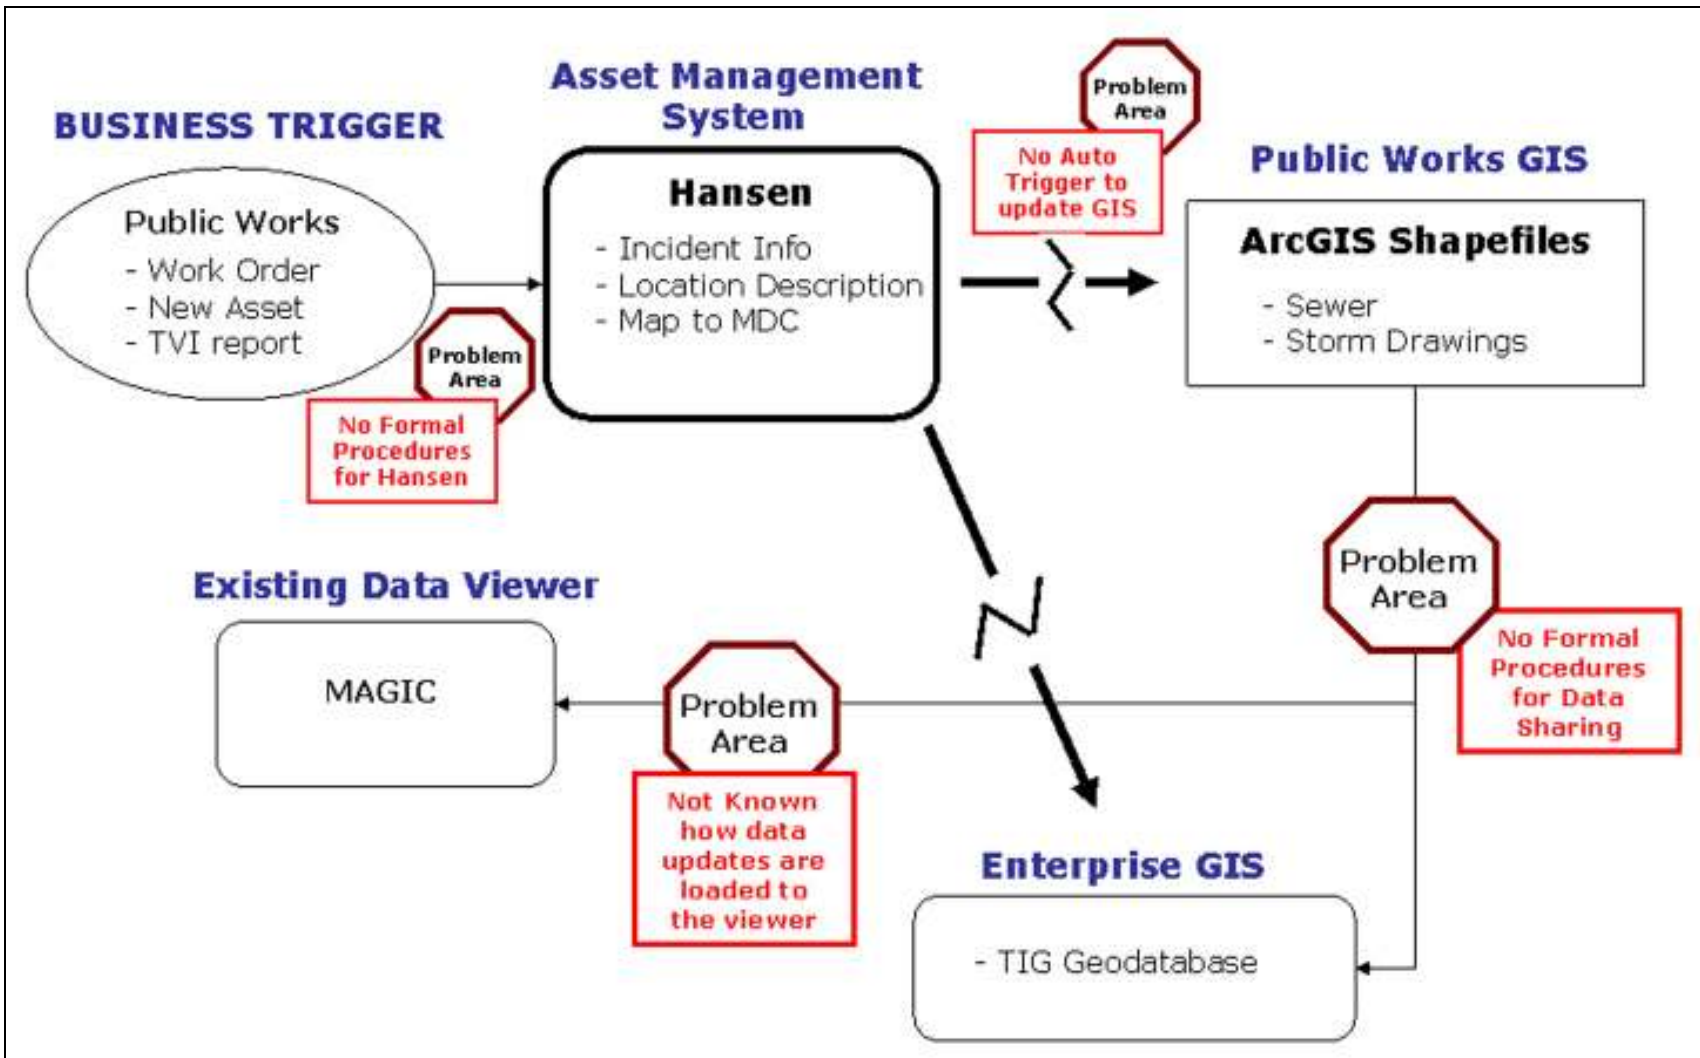 BUSINESS TRIGGER
Public Works
- Work Order
- New Asset
- TVI report
Problem
Area
No Formal
Procedures
for Hansen
Asset Management
System
Hansen
- Incident Info
- Location Description
- Map to MDC
Problem
Area
No Auto
Trigger to
update GIS
Public Works GIS
ArcGIS Shapefiles
- Sewer
- Storm Drawings
Problem
Area
No Formal
Procedures
for Data
Sharing
Existing Data Viewer
MAGIC
Problem
Area
Not Known
how data
updates are
loaded to
the viewer
Enterprise GIS
- TIG Geodatabase